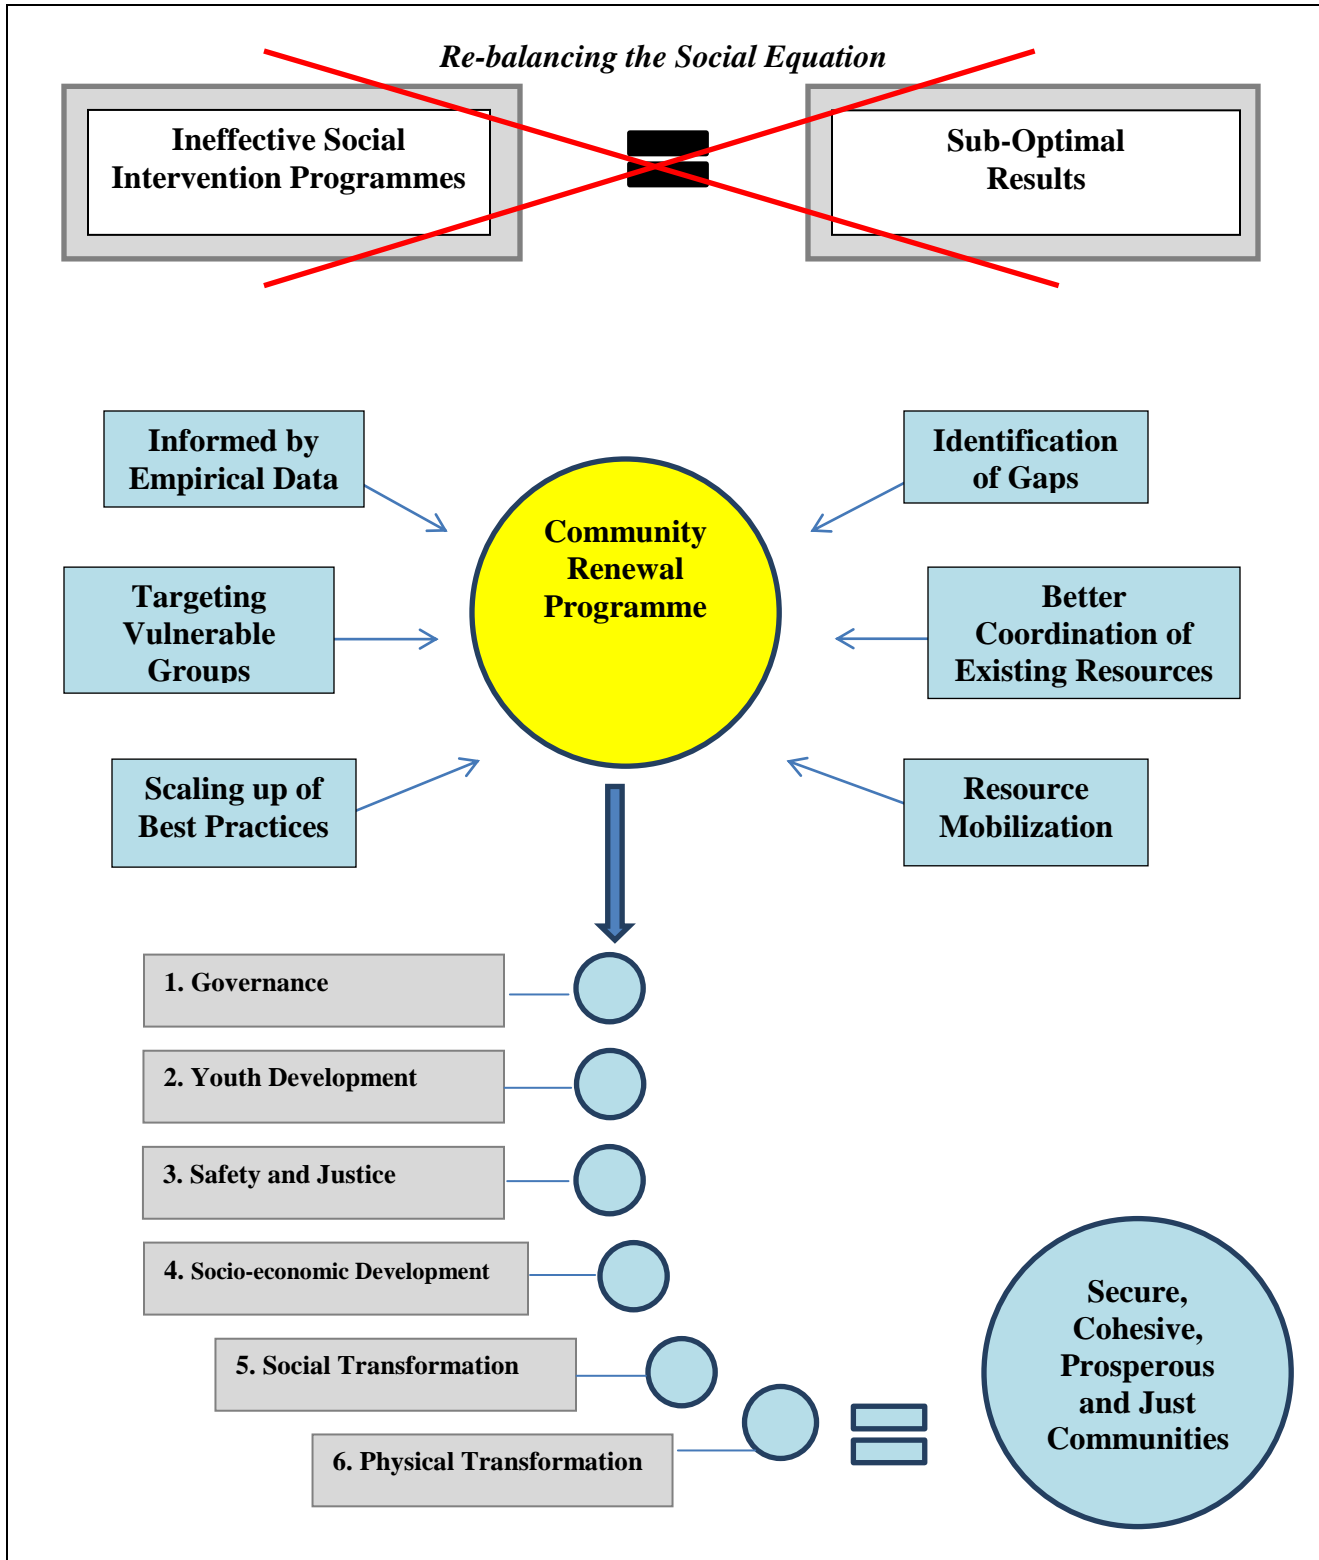 Re-balancing the Social Equation
Ineffective Social
Intervention Programmes
Sub-Optimal
Results
Informed by
Empirical Data
Identification
of Gaps
Community
Renewal
Programme
Targeting
Vulnerable
Groups
Better
Coordination of
Existing Resources
Scaling up of
Best Practices
Resource
Mobilization
1. Governance
2. Youth Development
3. Safety and Justice
4. Socio-economic Development
5. Social Transformation
6. Physical Transformation
Secure,
Cohesive,
Prosperous
and Just
Communities